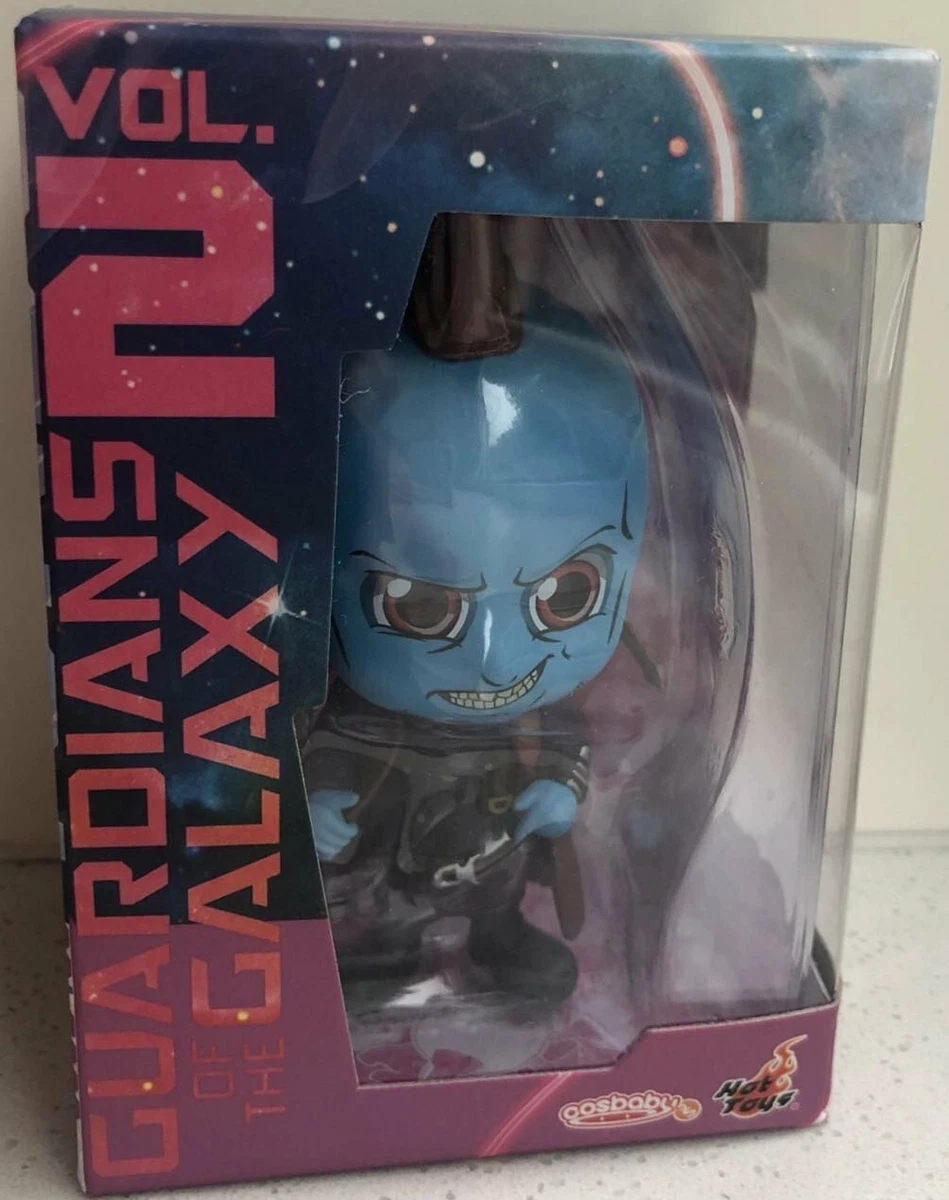 VOL. 2
GUARDIANS
OF THE GALAXY
cosbaby
Hot Toys